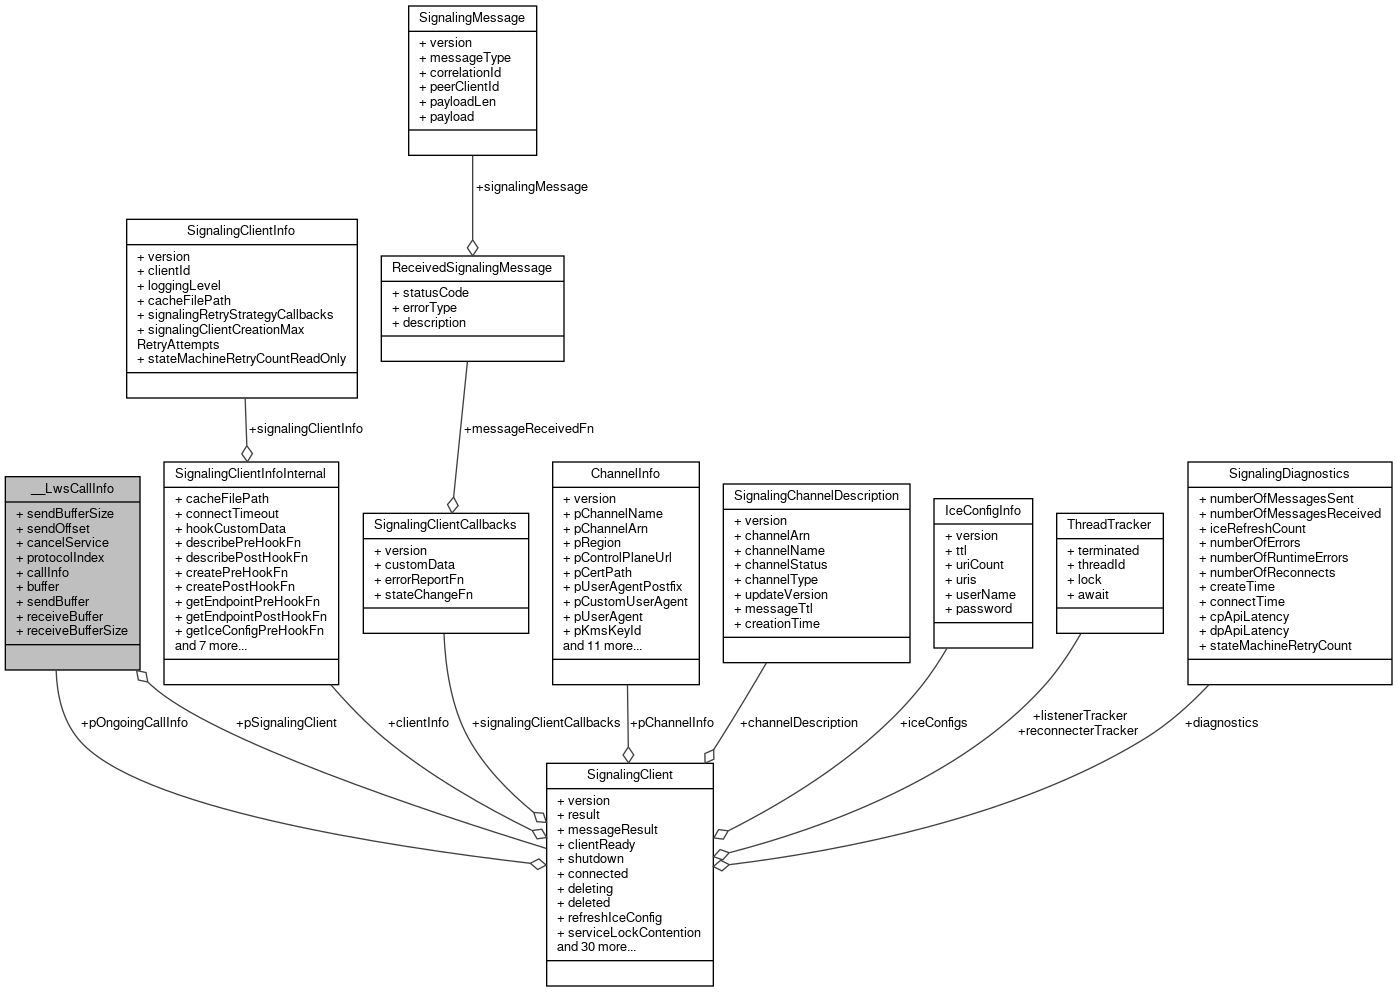 SignalingMessage
+ version
+ messageType
+ correlationId
+ peerClientId
+ payloadLen
+ payload
+signalingMessage
SignalingClientInfo
+ version
+ clientId
+ loggingLevel
+ cacheFilePath
+ signalingRetryStrategyCallbacks
+ signalingClientCreationMax
RetryAttempts
+ stateMachineRetryCountReadOnly
ReceivedSignalingMessage
+ statusCode
+ errorType
+ description
+signalingClientInfo
+messageReceivedFn
__LwsCallInfo
+ sendBufferSize
+ sendOffset
+ cancelService
+ protocolIndex
+ callInfo
+ buffer
+ sendBuffer
+ receiveBuffer
+ receiveBufferSize
SignalingClientInfoInternal
+ cacheFilePath
+ connectTimeout
+ hookCustomData
+ describePreHookFn
+ describePostHookFn
+ createPreHookFn
+ createPostHookFn
+ getEndpointPreHookFn
+ getEndpointPostHookFn
+ getIceConfigPreHookFn
and 7 more...
SignalingClientCallbacks
+ version
+ customData
+ errorReportFn
+ stateChangeFn
ChannelInfo
+ version
+ pChannelName
+ pChannelArn
+ pRegion
+ pControlPlaneUrl
+ pCertPath
+ pUserAgentPostfix
+ pCustomUserAgent
+ pUserAgent
+ pKmsKeyId
and 11 more...
SignalingChannelDescription
+ version
+ channelArn
+ channelName
+ channelStatus
+ channelType
+ updateVersion
+ messageTtl
+ creationTime
IceConfigInfo
+ version
+ ttl
+ uriCount
+ uris
+ userName
+ password
ThreadTracker
+ terminated
+ threadId
+ lock
+ await
SignalingDiagnostics
+ numberOfMessagesSent
+ numberOfMessagesReceived
+ iceRefreshCount
+ numberOfErrors
+ numberOfRuntimeErrors
+ numberOfReconnects
+ createTime
+ connectTime
+ cpApiLatency
+ dpApiLatency
+ stateMachineRetryCount
+pOngoingCallInfo
+pSignalingClient
+clientInfo
+signalingClientCallbacks
+pChannelInfo
+channelDescription
+iceConfigs
+listenerTracker
+reconnecterTracker
+diagnostics
SignalingClient
+ version
+ result
+ messageResult
+ clientReady
+ shutdown
+ connected
+ deleting
+ deleted
+ refreshIceConfig
+ serviceLockContention
and 30 more...